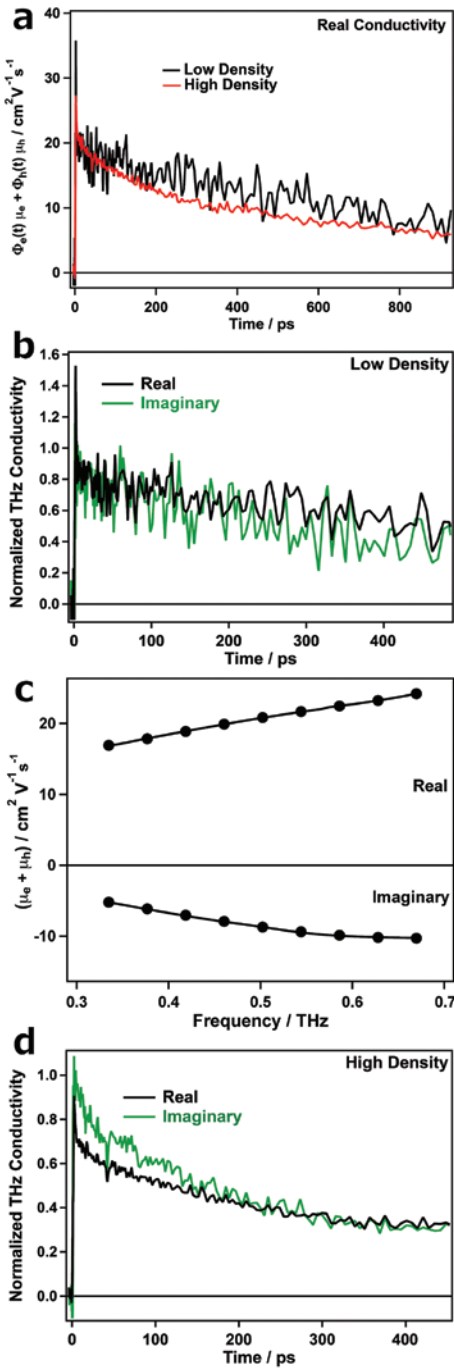 a
Real Conductivity
Low Density
High Density
Φe(t) μe + Φh(t) μh / cm2V-1s-1
40
30
20
10
0
0 200 400 600 800
Time / ps
b
Low Density
Real
Imaginary
Normalized THz Conductivity
1.6
1.4
1.2
1.0
0.8
0.6
0.4
0.2
0.0
0 100 200 300 400
Time / ps
c
(μe + μh) / cm2 V-1s-1
20
10
0
-10
Real
Imaginary
0.3 0.4 0.5 0.6 0.7
Frequency / THz
d
High Density
Real
Imaginary
Normalized THz Conductivity
1.0
0.8
0.6
0.4
0.2
0.0
0 100 200 300 400
Time / ps